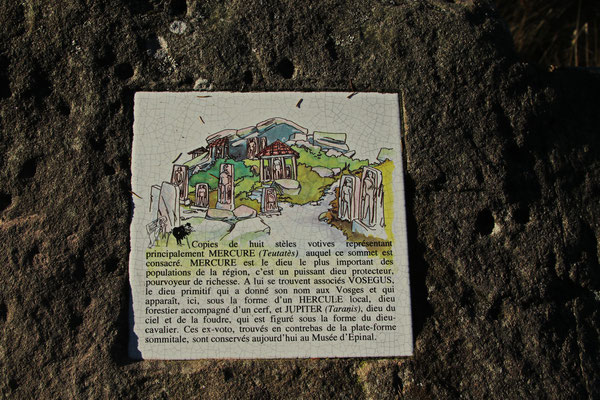 Copies de huit stèles votives représentant
principalement MERCURE (Teutatès) auquel ce sommet est
consacré. MERCURE est le dieu le plus important des
populations de la région, c'est un puissant dieu protecteur,
pourvoyeur de richesse. A lui se trouvent associés VOSEGUS,
le dieu primitif qui a donné son nom aux Vosges et qui
apparaît, ici, sous la forme d'un HERCULE local, dieu
forestier accompagné d'un cerf, et JUPITER (Taranis), dieu du
ciel et de la foudre, qui est figuré sous la forme du dieu-
cavalier. Ces ex-voto, trouvés en contrebas de la plate-forme
sommitale, sont conservés aujourd'hui au Musée d'Épinal.